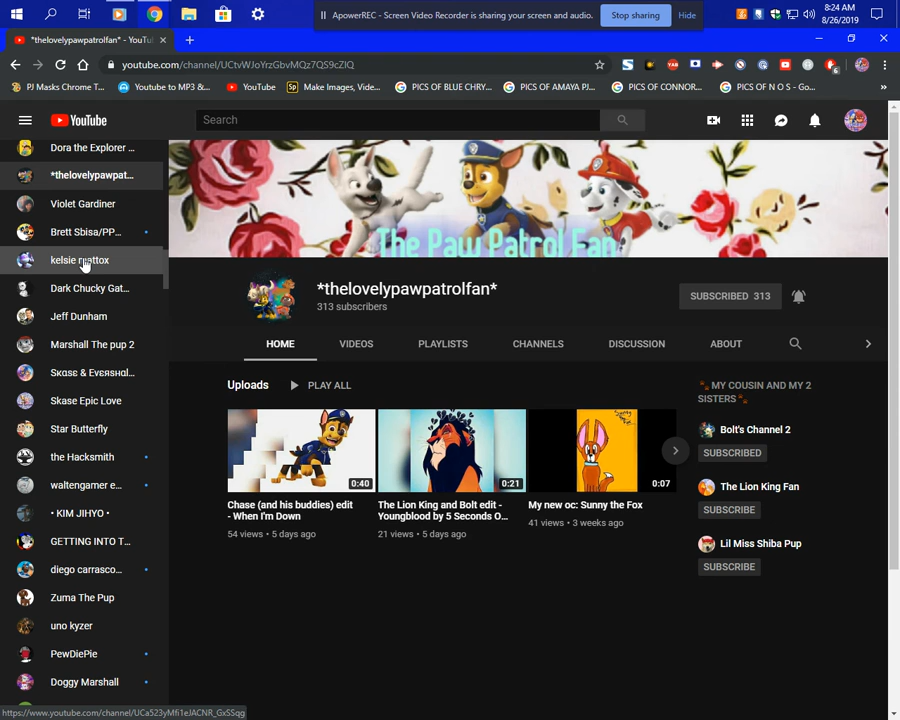 ApowerREC - Screen Video Recorder is sharing your screen and audio.
Stop sharing
Hide
8:24 AM
8/26/2019
*thelovelypawpatrolfan* - YouTu
youtube.com/channel/UCtvWJoYrzGbvMQz7QS9cZIQ
PJ Masks Chrome T...
Youtube to MP3 &...
YouTube
Make Images, Vide...
PICS OF BLUE CHRY...
PICS OF AMAYA PJ...
PICS OF CONNOR...
PICS OF N O S - Go...
YouTube
Search
Dora the Explorer ...
*thelovelypawpat...
Violet Gardiner
Brett Sbisa/PP...
kelsie mattox
Dark Chucky Gat...
Jeff Dunham
Marshall The pup 2
Skase & Eveяsнαl...
Skase Epic Love
Star Butterfly
the Hacksmith
waltengamer e...
• KIM JIHYO •
GETTING INTO T...
diego carrasco...
Zuma The Pup
uno kyzer
PewDiePie
Doggy Marshall
The Paw Patrol Fan
*thelovelypawpatrolfan*
313 subscribers
SUBSCRIBED 313
HOME
VIDEOS
PLAYLISTS
CHANNELS
DISCUSSION
ABOUT
Uploads
PLAY ALL
0:40
Chase (and his buddies) edit
- When I'm Down
54 views • 5 days ago
0:21
The Lion King and Bolt edit -
Youngblood by 5 Seconds O...
21 views • 5 days ago
0:07
My new oc: Sunny the Fox
41 views • 3 weeks ago
🐾 MY COUSIN AND MY 2
SISTERS 🐾
Bolt's Channel 2
SUBSCRIBED
The Lion King Fan
SUBSCRIBE
Lil Miss Shiba Pup
SUBSCRIBE
https://www.youtube.com/channel/UCa523yMfi1eJACNR_GxSSqg